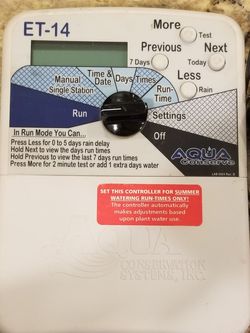 ET-14
More
Test
Previous
Next
7 Days
Today
Less
Rain
Manual
Single Station
Time &
Date
Days
Times
Run-
Time
Run
Settings
Off
In Run Mode You Can...
Press Less for 0 to 5 days rain delay
Hold Next to view the days run times
Hold Previous to view the last 7 days run times
Press More for 2 minute test or add 1 extra days water
AQUA
Conserve
SET THIS CONTROLLER FOR SUMMER
WATERING RUN-TIMES ONLY!
The controller automatically
makes adjustments based
upon plant water use.
AQUA
CONSERVATION
SYSTEMS, INC.